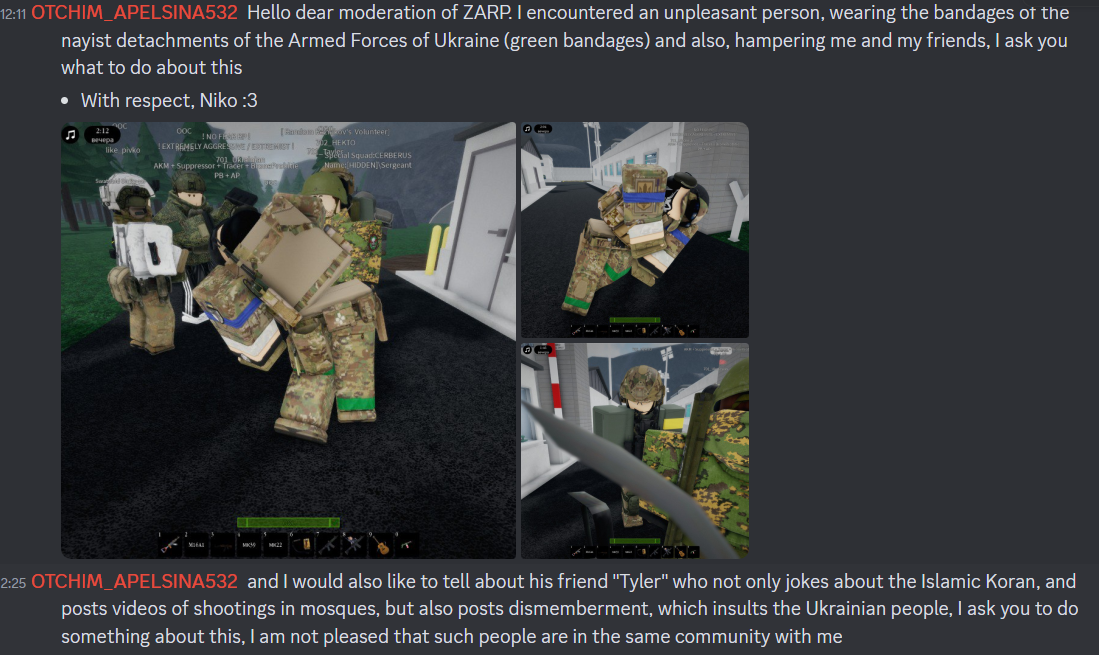 12:11 OTCHIM_APELSINA532 Hello dear moderation of ZARP. I encountered an unpleasant person, wearing the bandages of the
nayist detachments of the Armed Forces of Ukraine (green bandages) and also, hampering me and my friends, I ask you
what to do about this
• With respect, Niko :3
2:12
вечера
OOC
OOC
like. pivko
! EXTREMELY AGGRESSIVE / EXTREMIST !
AKM + Suppressor + Tracer +
PB + AP
Special Squad:CERBERUS
Name:[HIDDEN]\Sergeant
1 2 3 4 5 6 7 8 9 0
M16A1
MK39
MK22
2:25 OTCHIM_APELSINA532 and I would also like to tell about his friend "Tyler" who not only jokes about the Islamic Koran, and
posts videos of shootings in mosques, but also posts dismemberment, which insults the Ukrainian people, I ask you to do
something about this, I am not pleased that such people are in the same community with me